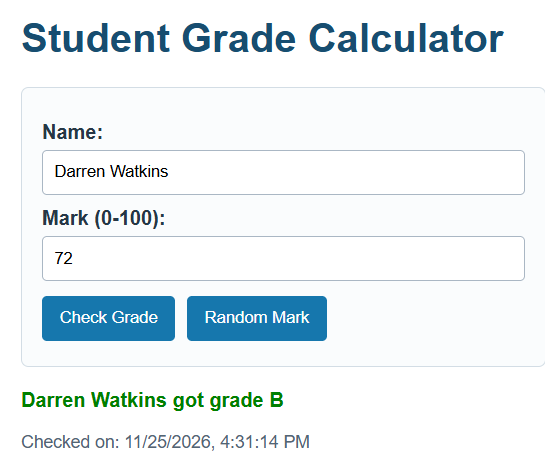 Student Grade Calculator
Name:
Darren Watkins
Mark (0-100):
72
Check Grade Random Mark
Darren Watkins got grade B
Checked on: 11/25/2026, 4:31:14 PM